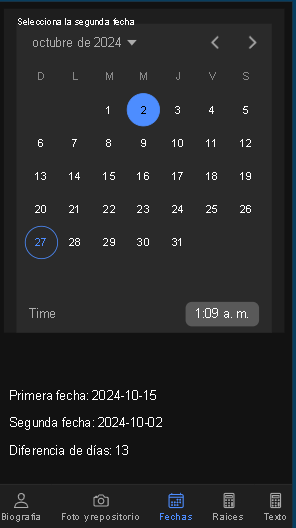 Selecciona la segunda fecha
octubre de 2024
D L M M J V S
1 2 3 4 5
6 7 8 9 10 11 12
13 14 15 16 17 18 19
20 21 22 23 24 25 26
27 28 29 30 31
Time 1:09 a. m.
Primera fecha: 2024-10-15
Segunda fecha: 2024-10-02
Diferencia de días: 13
Biografia Foto y repositorio Fechas Raíces Texto